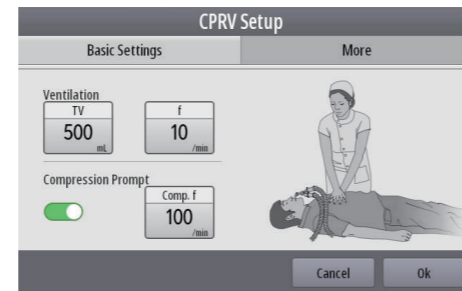 CPRV Setup
Basic Settings
More
Ventilation
TV
500
mL
f
10
/min
Compression Prompt
Comp. f
100
/min
Cancel
Ok